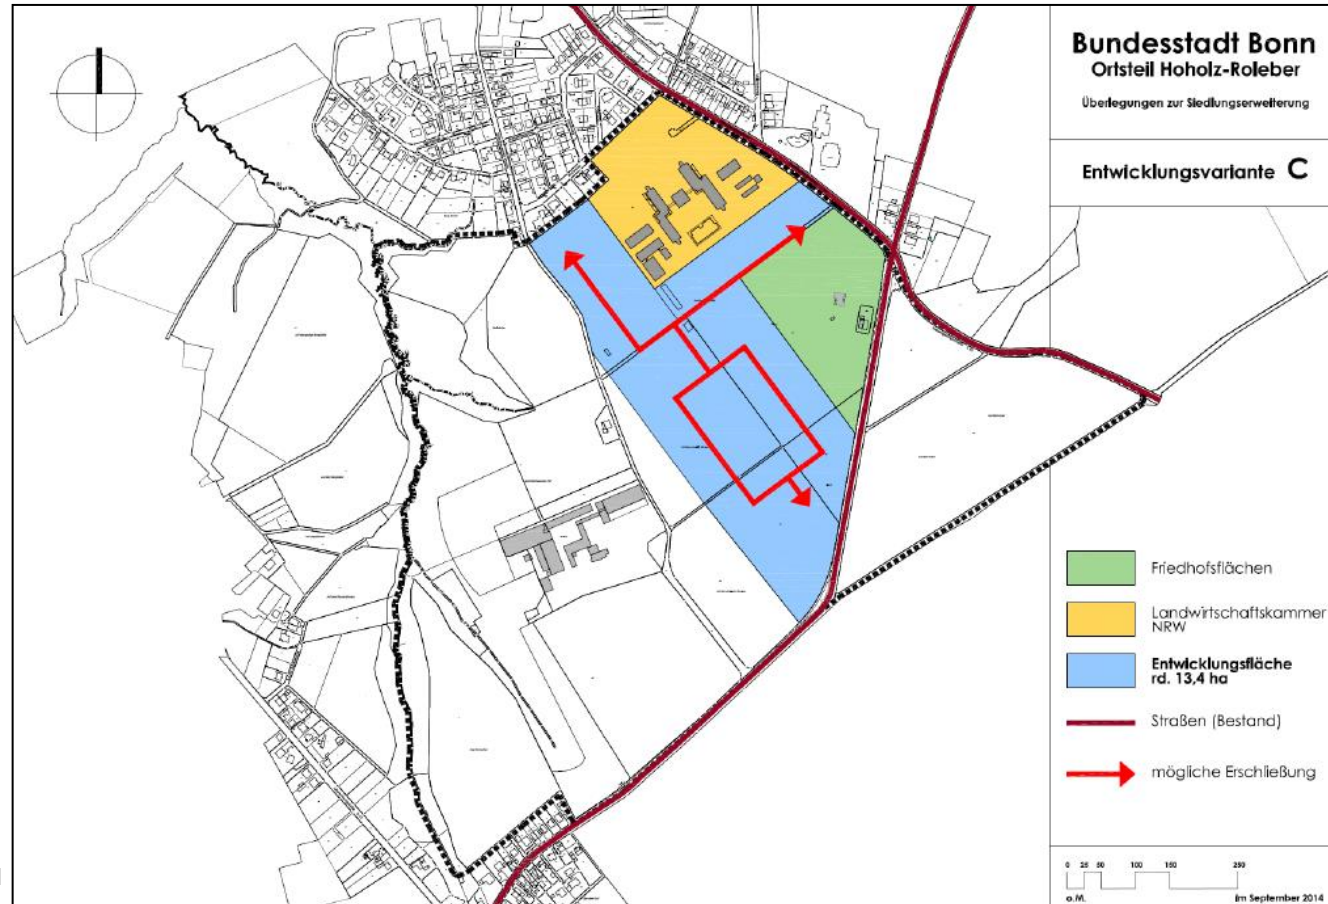 Bundesstadt Bonn
Ortsteil Hoholz-Roleber
Überlegungen zur Siedlungserweiterung
Entwicklungsvariante C
Friedhofsflächen
Landwirtschaftskammer
NRW
Entwicklungsfläche
rd. 13,4 ha
Straßen (Bestand)
mögliche Erschließung
0 25 50 100 150 250
o.M.
Im September 2014